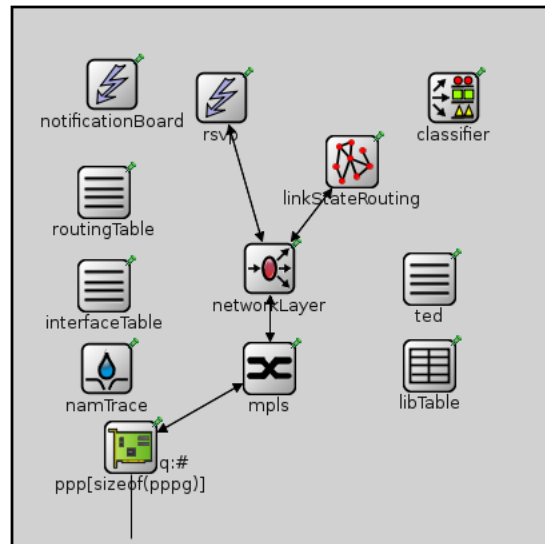 notificationBoard
rsvp
classifier
linkStateRouting
routingTable
networkLayer
interfaceTable
ted
namTrace
mpls
libTable
q:#
ppp[sizeof(pppg)]